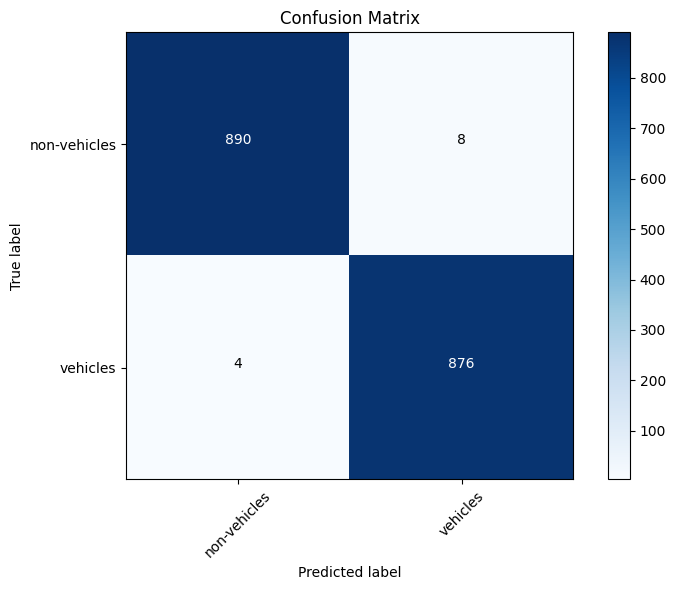 Confusion Matrix
non-vehicles
890
8
vehicles
4
876
True label
non-vehicles
vehicles
Predicted label
800
700
600
500
400
300
200
100